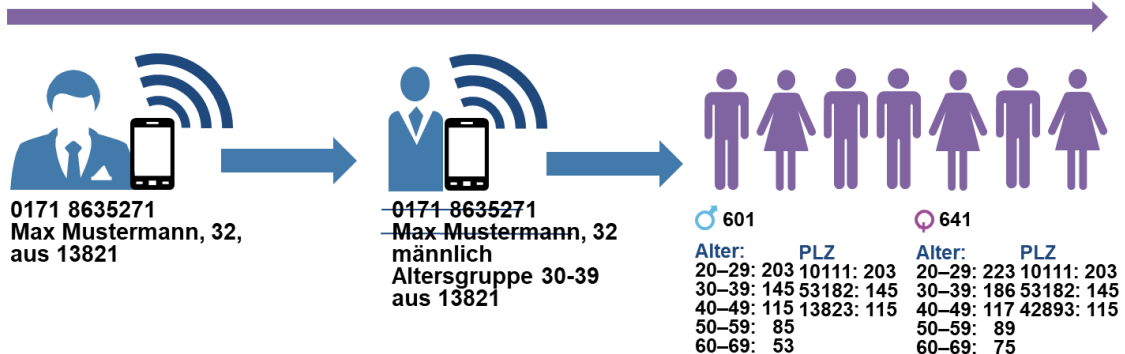 0171 8635271
Max Mustermann, 32,
aus 13821
0171 8635271
Max Mustermann, 32
männlich
Altersgruppe 30-39
aus 13821
♂ 601
Alter: PLZ
20–29: 203 10111: 203
30–39: 145 53182: 145
40–49: 115 13823: 115
50–59: 85
60–69: 53
♀ 641
Alter: PLZ
20–29: 223 10111: 203
30–39: 186 53182: 145
40–49: 117 42893: 115
50–59: 89
60–69: 75